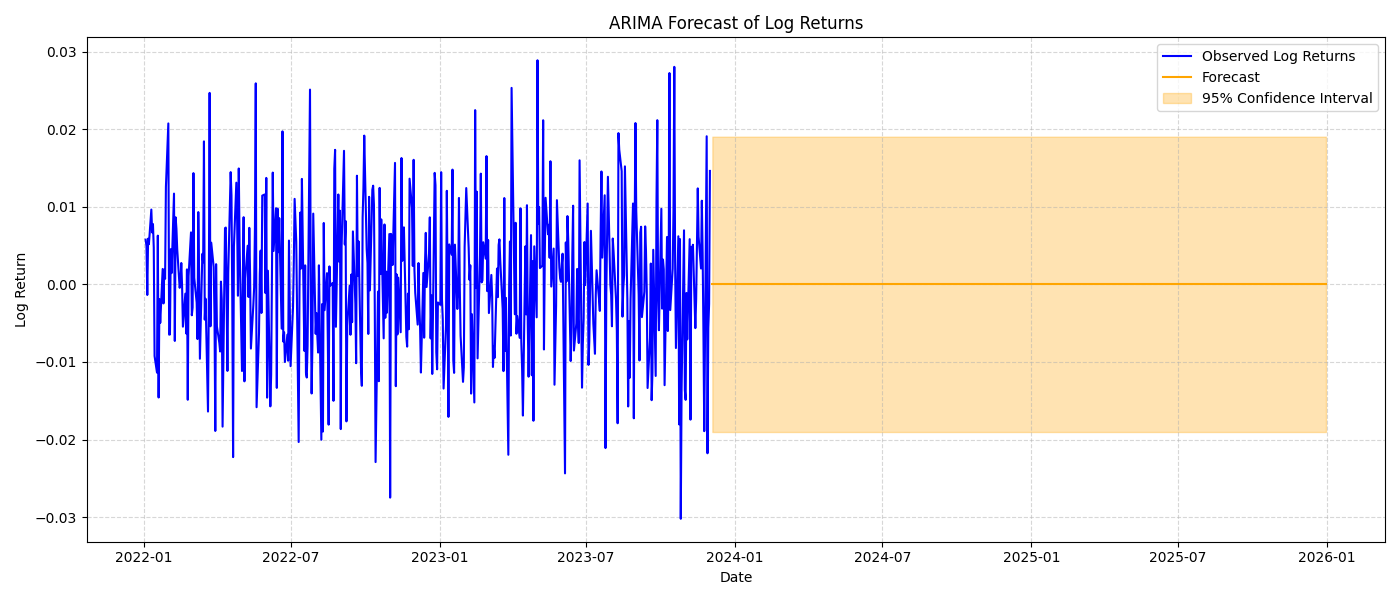 ARIMA Forecast of Log Returns
0.03
0.02
0.01
0.00
−0.01
−0.02
−0.03
Log Return
Observed Log Returns
Forecast
95% Confidence Interval
2022-01 2022-07 2023-01 2023-07 2024-01 2024-07 2025-01 2025-07 2026-01
Date